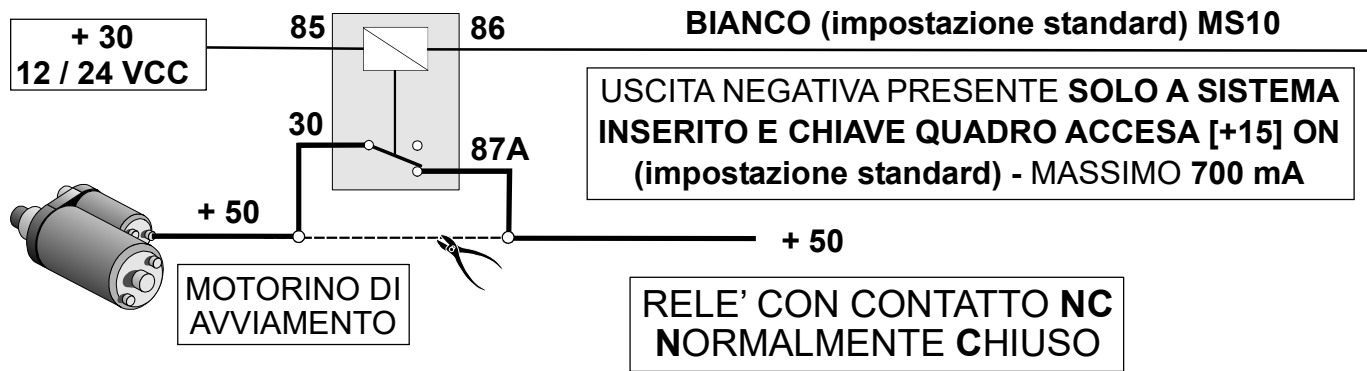 + 30
12 / 24 VCC
85
86
BIANCO (impostazione standard) MS10
30
87A
USCITA NEGATIVA PRESENTE SOLO A SISTEMA
INSERITO E CHIAVE QUADRO ACCESA [+15] ON
(impostazione standard) - MASSIMO 700 mA
+ 50
+ 50
MOTORINO DI
AVVIAMENTO
RELE’ CON CONTATTO NC
NORMALMENTE CHIUSO